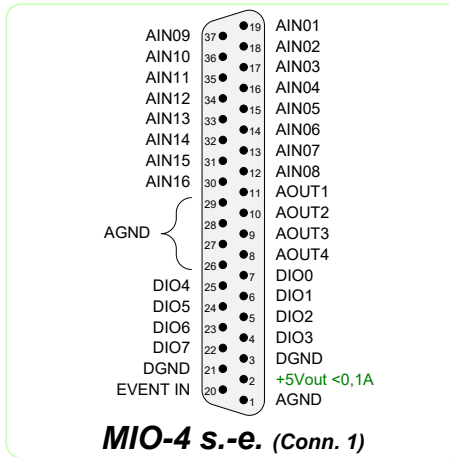 19 AIN01
AIN09 37
18 AIN02
AIN10 36
17 AIN03
AIN11 35
16 AIN04
AIN12 34
15 AIN05
AIN13 33
14 AIN06
AIN14 32
13 AIN07
AIN15 31
12 AIN08
AIN16 30
11 AOUT1
29
10 AOUT2
28
AGND
9 AOUT3
27
8 AOUT4
26
7 DIO0
DIO4 25
6 DIO1
DIO5 24
5 DIO2
DIO6 23
4 DIO3
DIO7 22
3 DGND
DGND 21
2 +5Vout <0,1A
EVENT IN 20
1 AGND
MIO-4 s.-e. (Conn. 1)